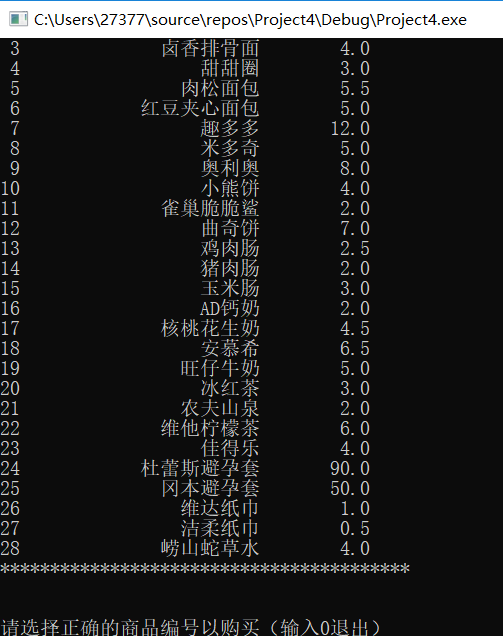 C:\Users\27377\source\repos\Project4\Debug\Project4.exe
3 卤香排骨面 4.0
4 甜甜圈 3.0
5 肉松面包 5.5
6 红豆夹心面包 5.0
7 趣多多 12.0
8 米多奇 5.0
9 奥利奥 8.0
10 小熊饼 4.0
11 雀巢脆脆鲨 2.0
12 曲奇饼 7.0
13 鸡肉肠 2.5
14 猪肉肠 2.0
15 玉米肠 3.0
16 AD钙奶 2.0
17 核桃花生奶 4.5
18 安慕希 6.5
19 旺仔牛奶 5.0
20 冰红茶 3.0
21 农夫山泉 2.0
22 维他柠檬茶 6.0
23 佳得乐 4.0
24 杜蕾斯避孕套 90.0
25 冈本避孕套 50.0
26 维达纸巾 1.0
27 洁柔纸巾 0.5
28 崂山蛇草水 4.0
*****************************************
请选择正确的商品编号以购买（输入0退出）